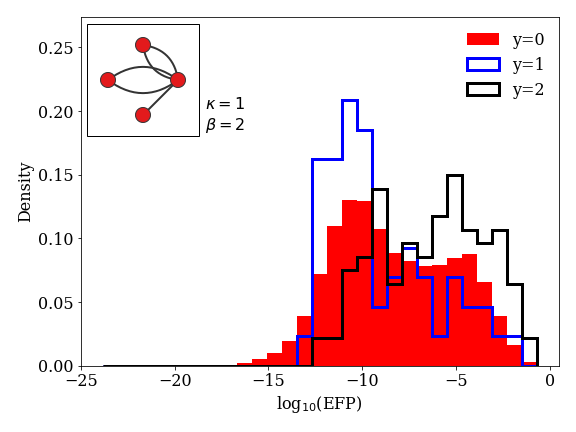 κ = 1
β = 2
y=0
y=1
y=2
Density
0.25
0.20
0.15
0.10
0.05
0.00
−25 −20 −15 −10 −5 0
log₁₀(EFP)